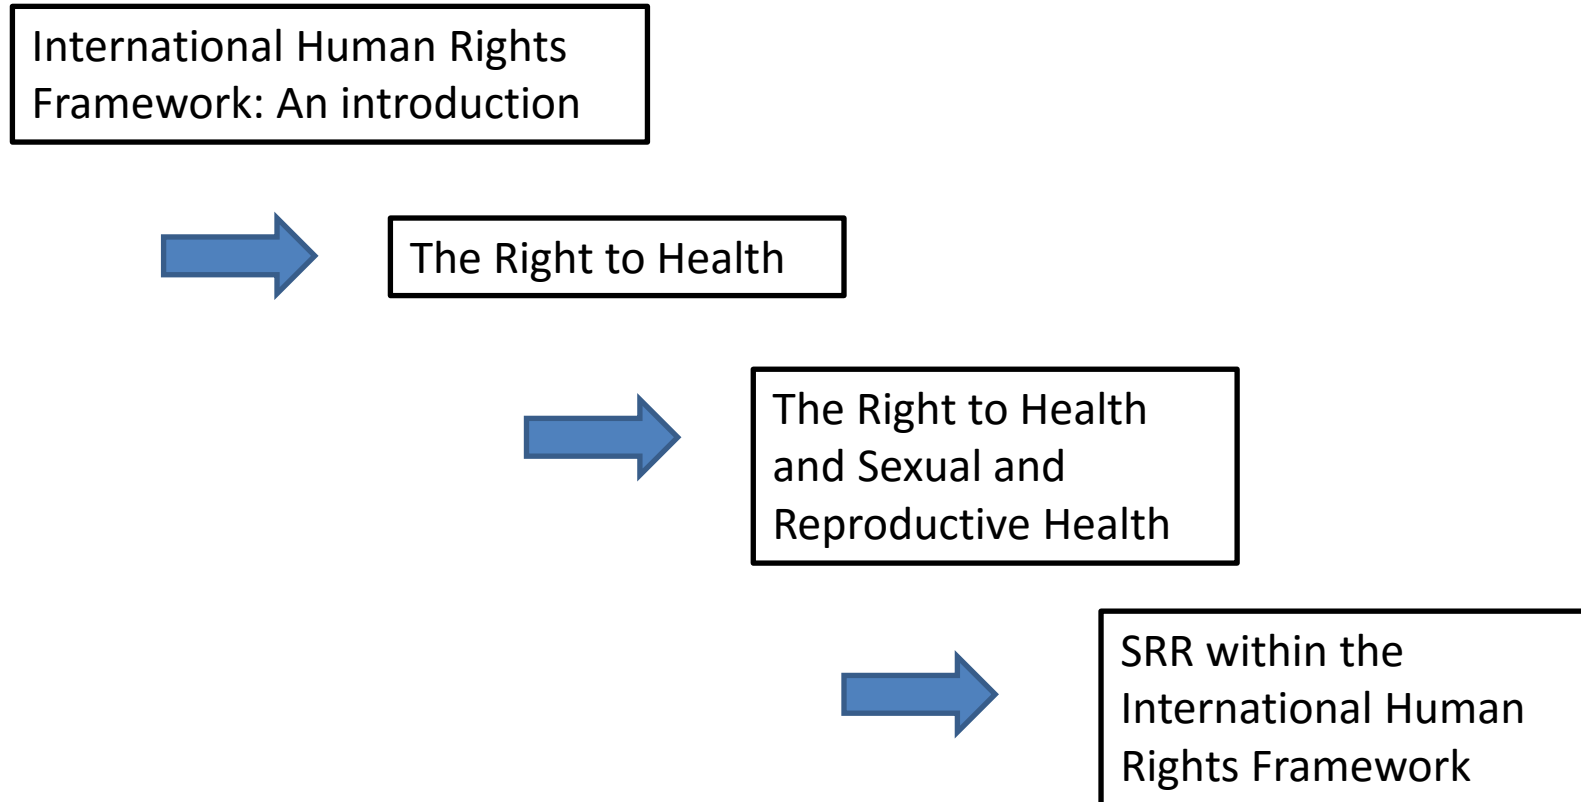 International Human Rights
Framework: An introduction
The Right to Health
The Right to Health
and Sexual and
Reproductive Health
SRR within the
International Human
Rights Framework